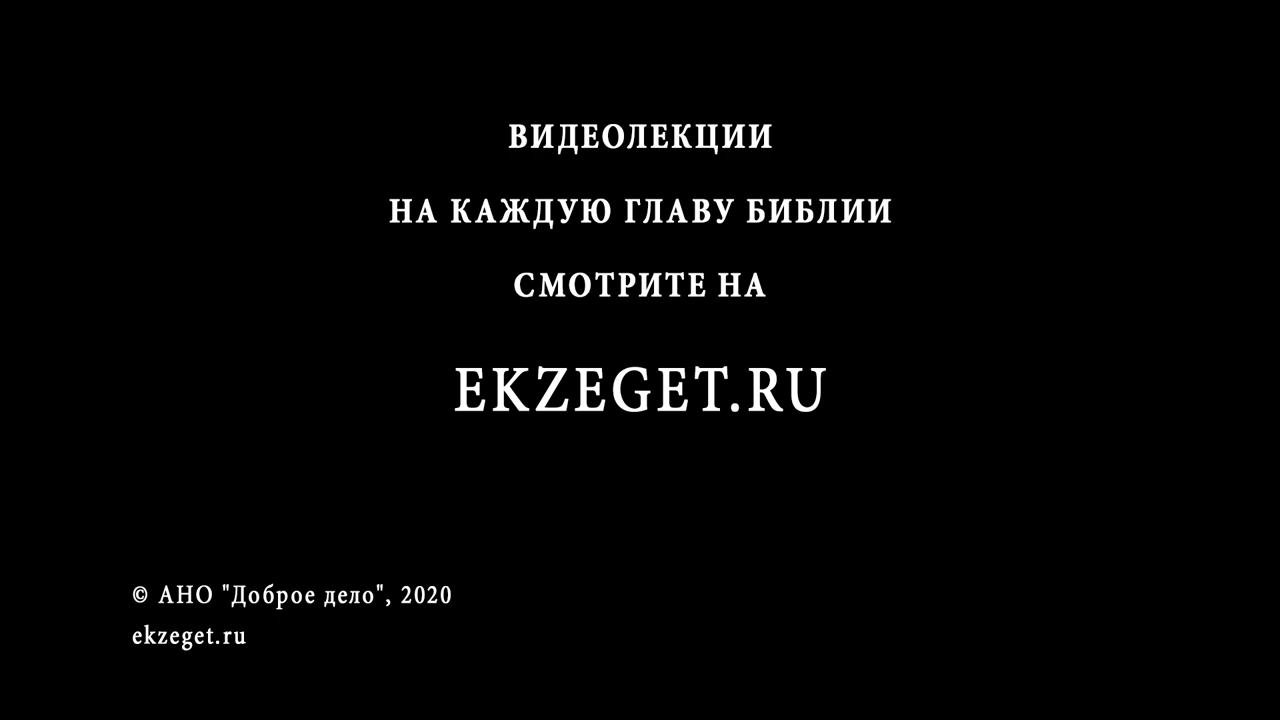 ВИДЕОЛЕКЦИИ
НА КАЖДУЮ ГЛАВУ БИБЛИИ
СМОТРИТЕ НА
EKZEGET.RU
© АНО "Доброе дело", 2020
ekzeget.ru